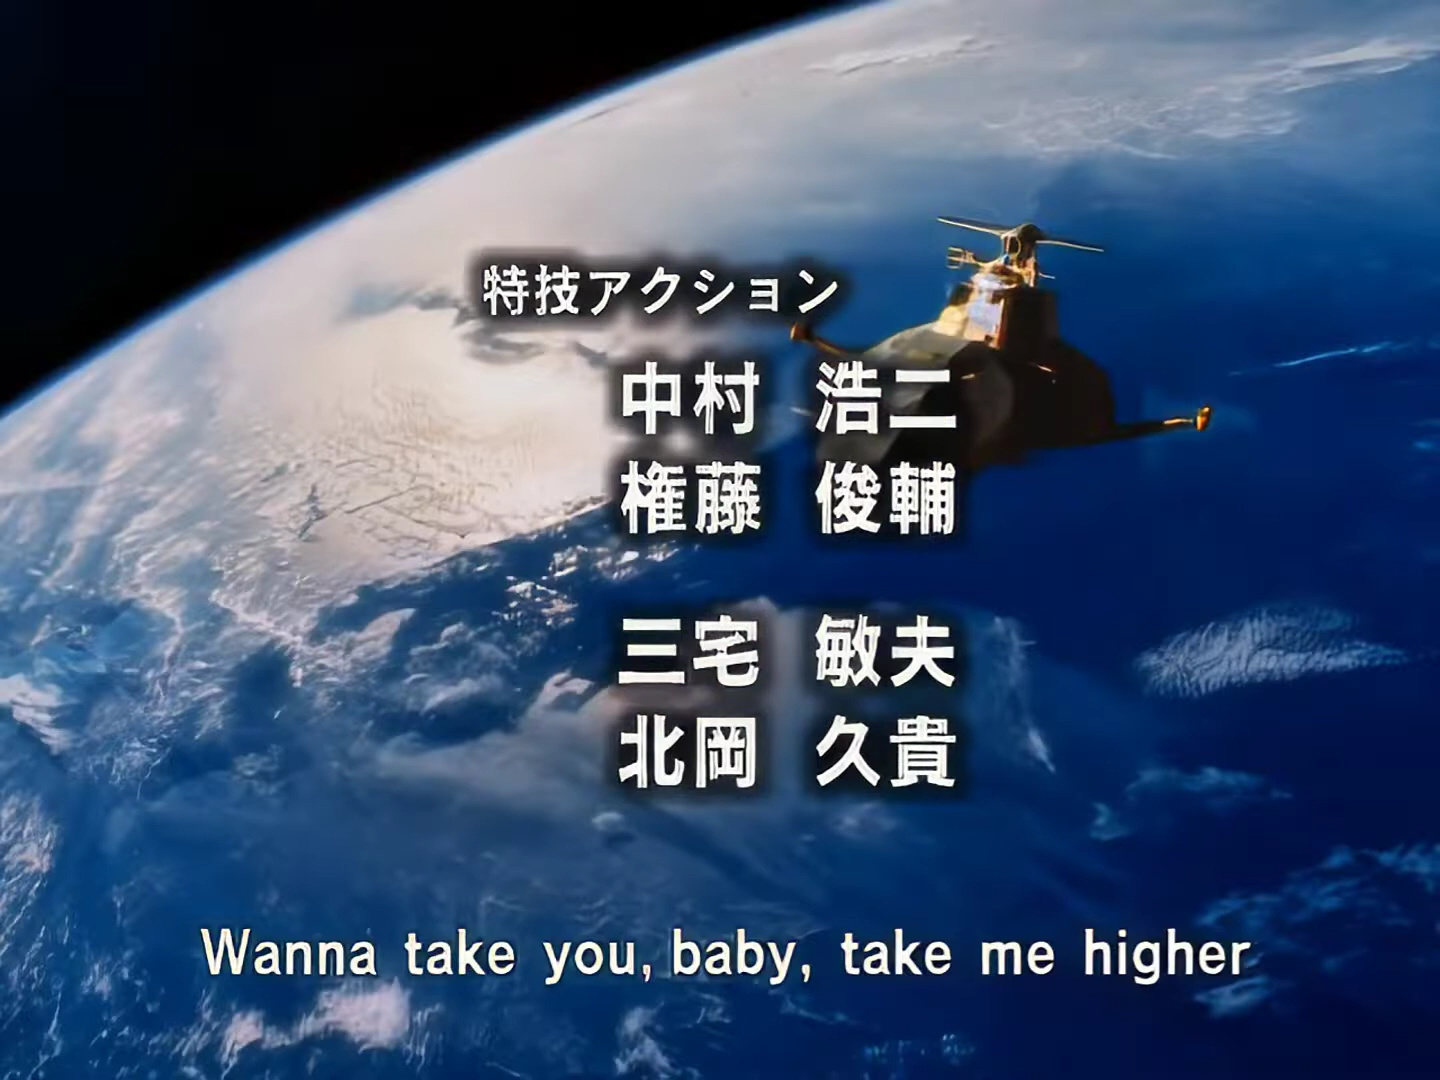 特技アクション
中村 浩二
権藤 俊輔
三宅 敏夫
北岡 久貴
Wanna take you, baby, take me higher